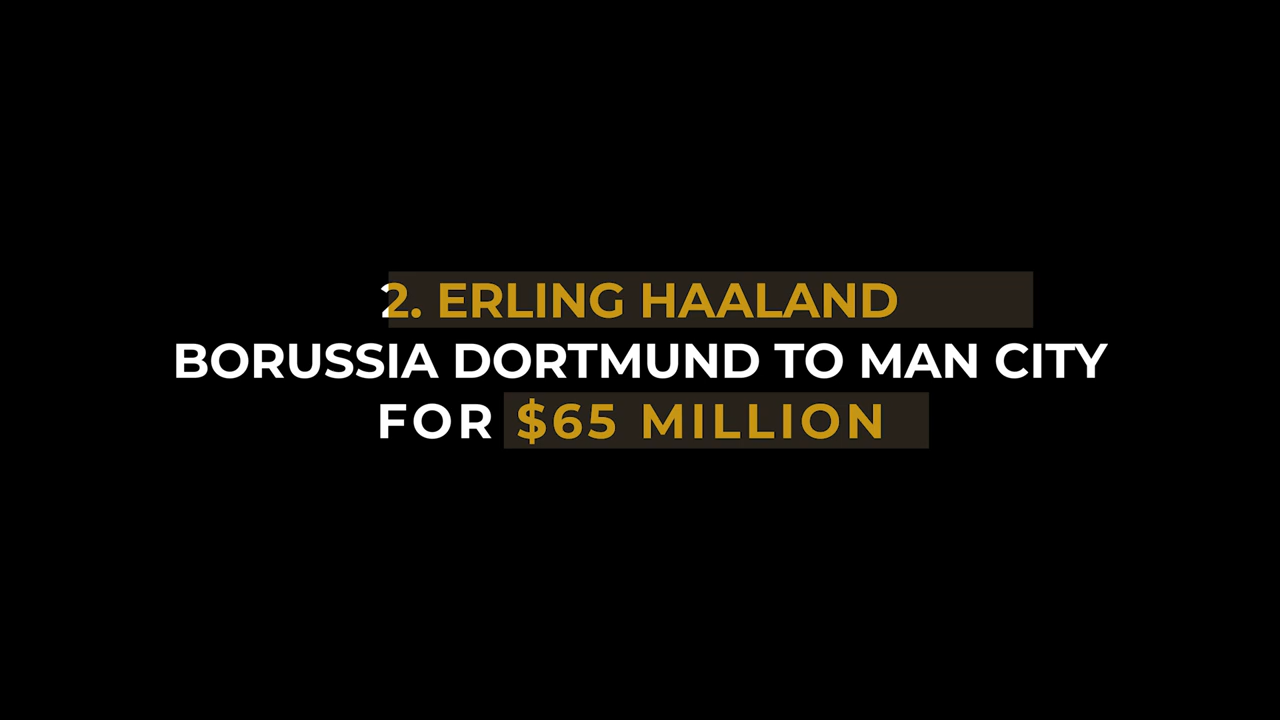 2. ERLING HAALAND
BORUSSIA DORTMUND TO MAN CITY
FOR $65 MILLION